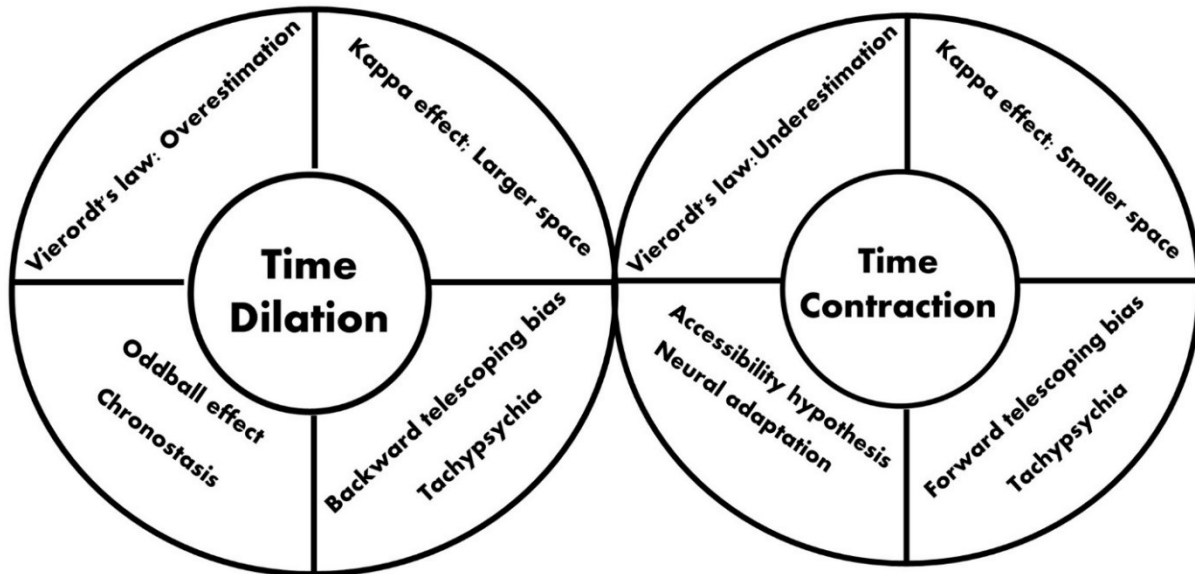 Vierordt's law: Overestimation
Kappa effect; Larger space
Time
Dilation
Oddball effect
Chronostasis
Backward telescoping bias
Tachypsychia
Vierordt's law:Underestimation
Kappa effect; Smaller space
Time
Contraction
Accessibility hypothesis
Neural adaptation
Forward telescoping bias
Tachypsychia